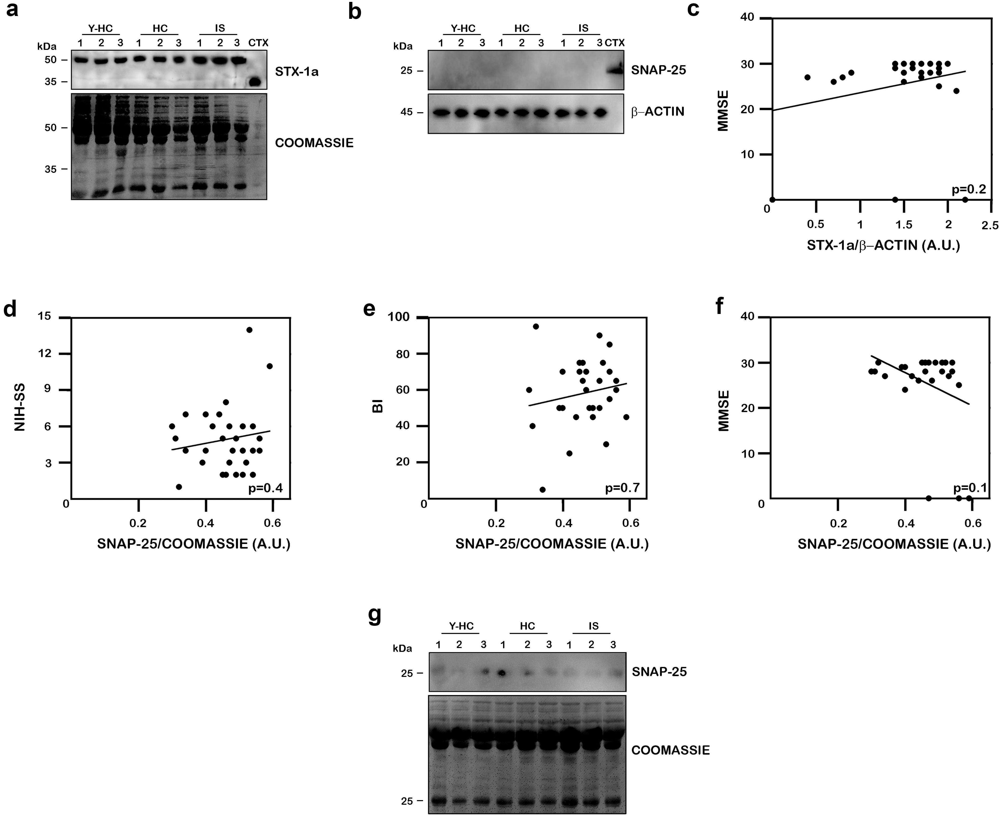 a
Y-HC HC IS
1 2 3 1 2 3 1 2 3 CTX
kDa
50 –
STX-1a
35 –
50 –
COOMASSIE
35 –
b
Y-HC HC IS
1 2 3 1 2 3 1 2 3 CTX
kDa
25 –
SNAP-25
45 –
β–ACTIN
c
40
30
20
10
0
MMSE
p=0.2
0.5 1 1.5 2 2.5
STX-1a/β–ACTIN (A.U.)
d
15
12
9
6
3
0
NIH-SS
p=0.4
0.2 0.4 0.6
SNAP-25/COOMASSIE (A.U.)
e
100
80
60
40
20
0
BI
p=0.7
0.2 0.4 0.6
SNAP-25/COOMASSIE (A.U.)
f
40
30
20
10
0
MMSE
p=0.1
0.2 0.4 0.6
SNAP-25/COOMASSIE (A.U.)
g
Y-HC HC IS
1 2 3 1 2 3 1 2 3
kDa
25 –
SNAP-25
COOMASSIE
25 –